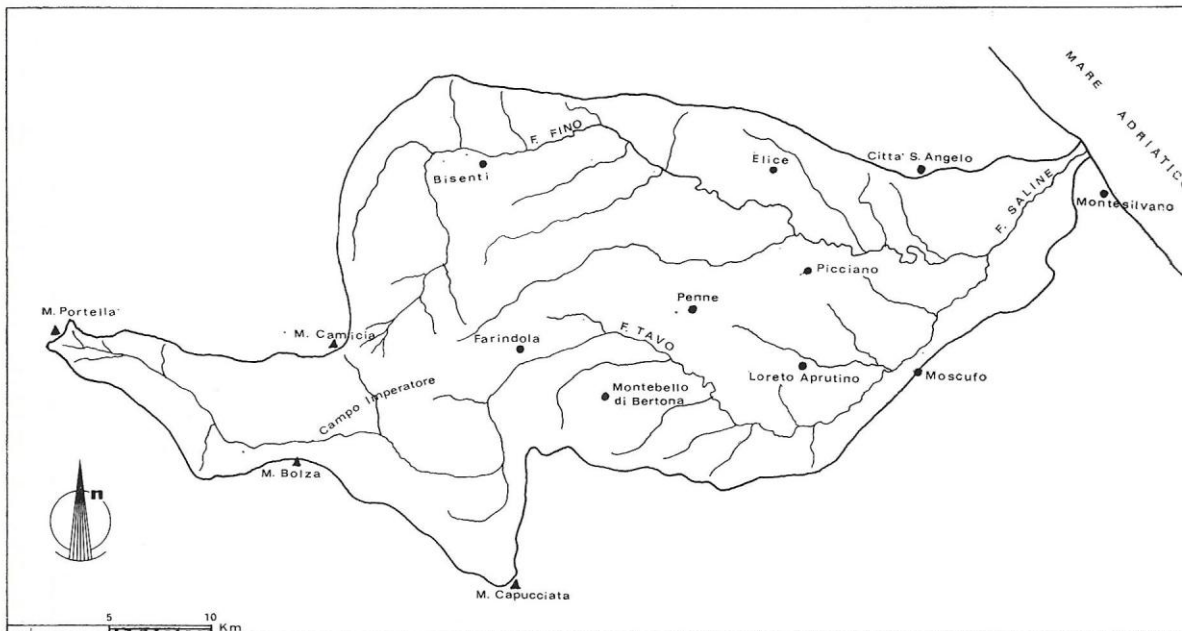 MARE ADRIATICO
F. FINO
Elice
Citta' S. Angelo
Bisenti
F. SALINE
Montesilvano
Picciano
M. Portella
Penne
M. Camicia
F. TAVO
Farindola
Loreto Aprutino
Moscufo
Campo Imperatore
Montebello
di Bertona
M. Bolza
n
M. Capucciata
5 10 Km